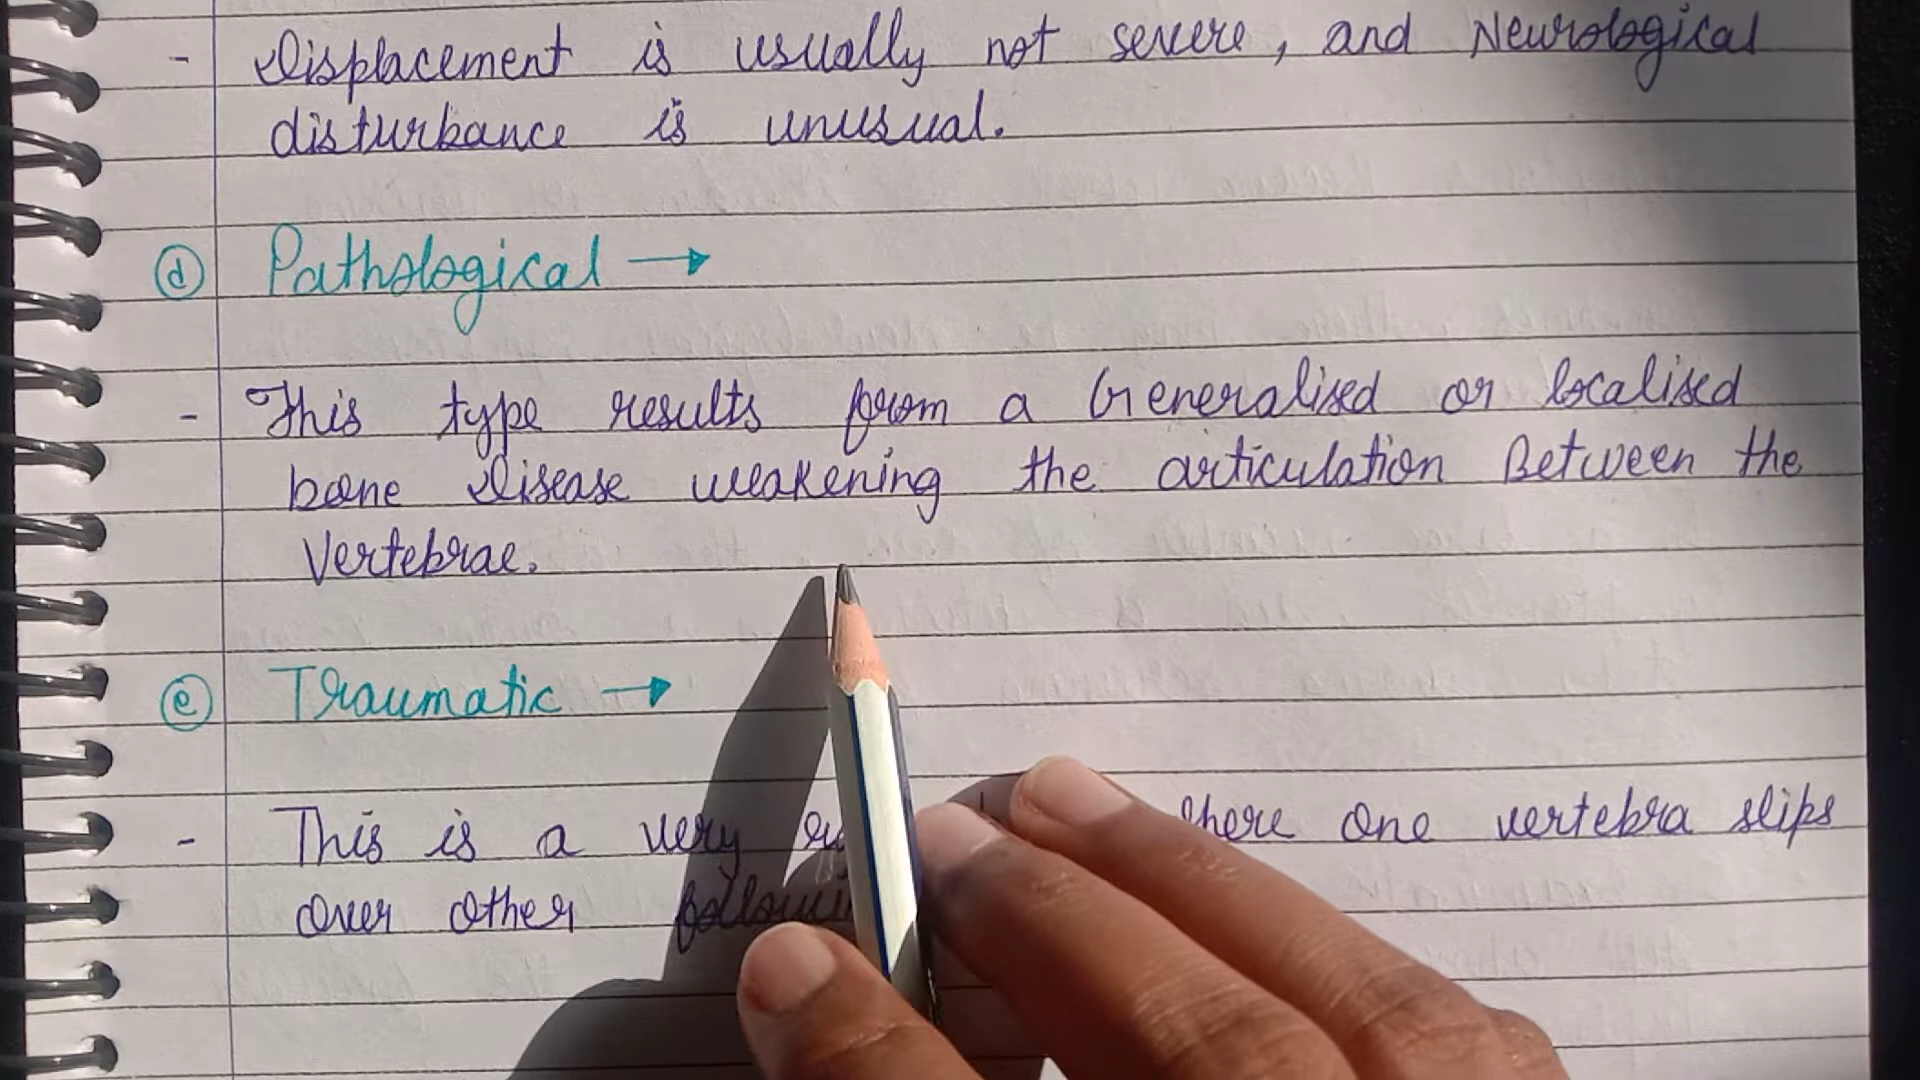 - Displacement is usually not severe, and Neurological
disturbance is unusual.
(d) Pathological →
- This type results from a Generalised or localised
bone Disease weakening the articulation Between the
Vertebrae.
(e) Traumatic →
- This is a very one vertebra slips
over other